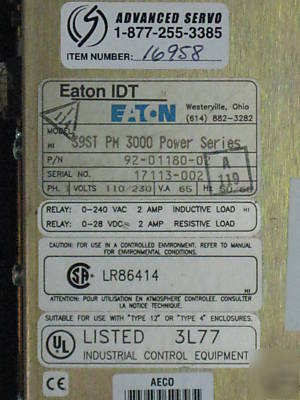 ADVANCED SERVO
1-877-255-3385
ITEM NUMBER: 16958
Eaton IDT
EATON
Westerville, Ohio
(614) 882-3282
MODEL
HI S9ST PM 3000 Power Series
P/N 92-01180-02
SERIAL NO. 17113-002
A
119
PH. 1 VOLTS 110/230 V.A 65 Hz 50/60
RELAY: 0-240 VAC 2 AMP INDUCTIVE LOAD HI
RELAY: 0-28 VDC 2 AMP RESISTIVE LOAD
CAUTION: FOR USE IN A CONTROLLED ENVIRONMENT, REFER TO MANUAL
FOR ENVIRONMENTAL CONDITIONS.
SA LR86414
ATTENTION: POUR UTILISATION EN ATMOSPHERE CONTROLEE, CONSULTER
LA NOTICE TECHNIQUE.
SUITABLE FOR USE WITH "TYPE 12" OR "TYPE 4" ENCLOSURES.
UL LISTED 3L77
INDUSTRIAL CONTROL EQUIPMENT
CE AECO